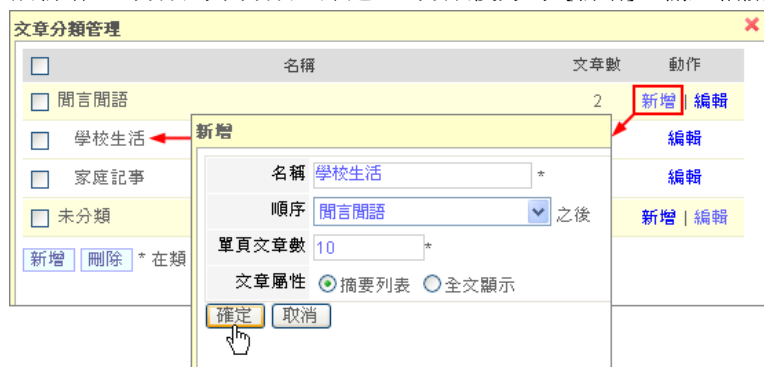 文章分類管理
名稱 文章數 動作
閒言閒語 2 新增 | 編輯
學校生活 編輯
家庭記事 編輯
未分類 新增 | 編輯
新增 刪除 * 在類
新增
名稱 學校生活 *
順序 閒言閒語 之後
單頁文章數 10 *
文章屬性 摘要列表 全文顯示
確定 取消